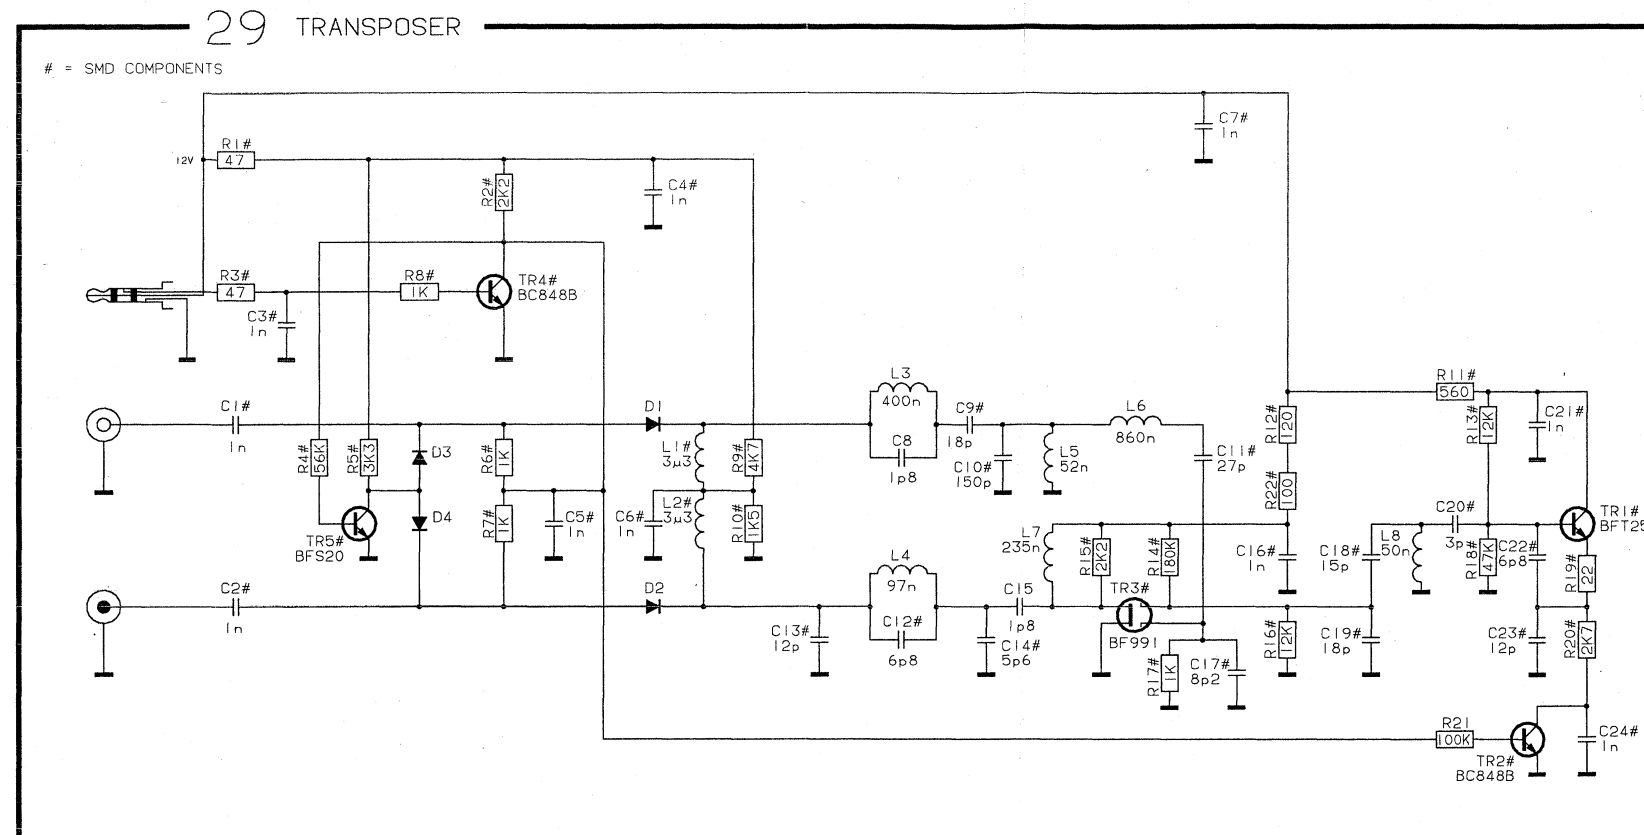 29 TRANSPOSER
# = SMD COMPONENTS
C7#
1n
R1#
12V
47
R2#
2K2
C4#
1n
R3#
47
R8#
1K
TR4#
BC848B
C3#
1n
L3
400n
C8
1p8
C9#
18p
L6
860n
R11#
560
C1#
1n
D1
R12#
120
R13#
12K
C21#
1n
R4#
56K
R5#
3K3
D3
R6#
1K
L1#
3µ3
R9#
4K7
C10#
150p
L5
52n
C11#
27p
R22#
100
D4
R7#
1K
C5#
1n
C6#
1n
L2#
3µ3
R10#
1K5
TR5#
BFS20
L7
235n
R15#
2K2
R14#
180K
C16#
1n
C18#
15p
L8
50n
C20#
3p
R18#
47K
C22#
6p8
TR1#
BFT25
R19#
22
L4
97n
C12#
6p8
C2#
1n
D2
C15
1p8
TR3#
BF991
C13#
12p
C14#
5p6
R17#
1K
C17#
8p2
R16#
12K
C19#
18p
C23#
12p
R20#
2K7
R21
100K
TR2#
BC848B
C24#
1n